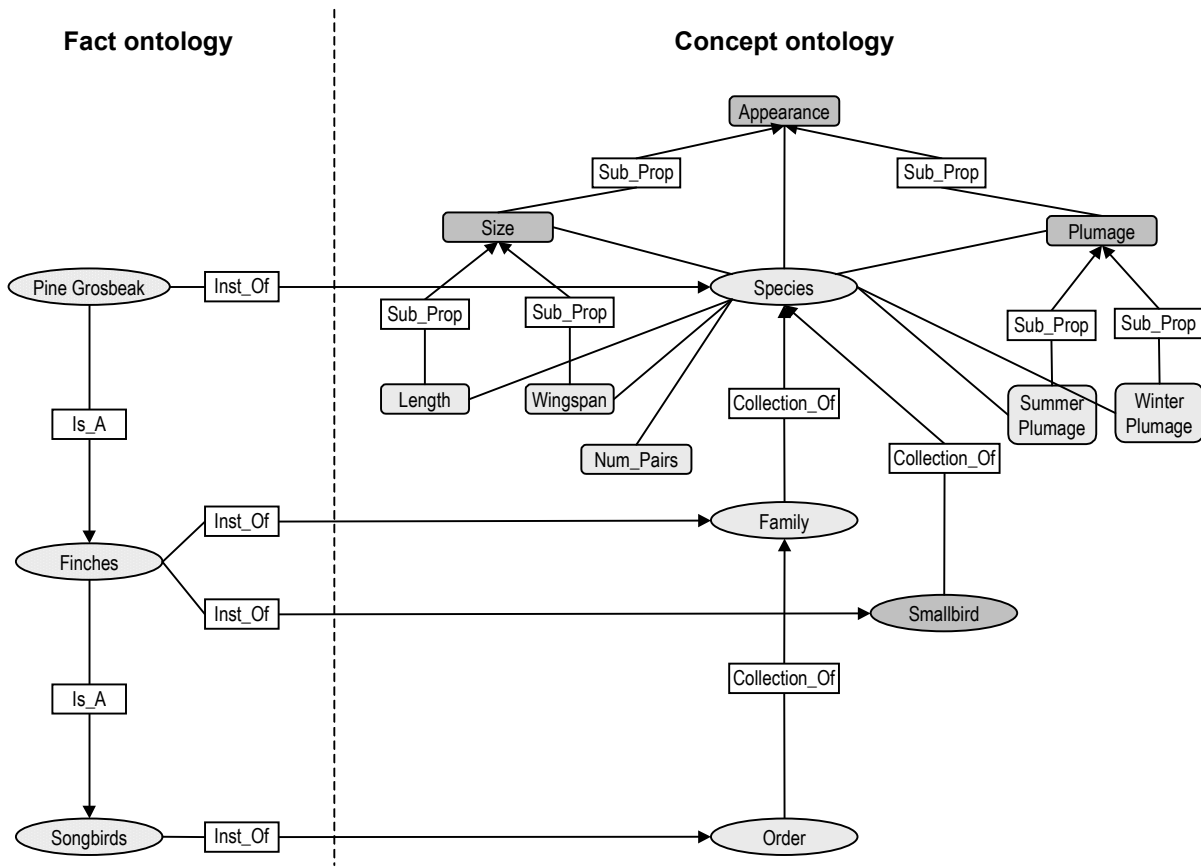 Fact ontology
Concept ontology
Appearance
Sub_Prop
Sub_Prop
Size
Plumage
Pine Grosbeak
Inst_Of
Species
Sub_Prop
Sub_Prop
Sub_Prop
Sub_Prop
Length
Wingspan
Collection_Of
Summer
Plumage
Winter
Plumage
Is_A
Num_Pairs
Collection_Of
Inst_Of
Family
Finches
Inst_Of
Smallbird
Is_A
Collection_Of
Songbirds
Inst_Of
Order